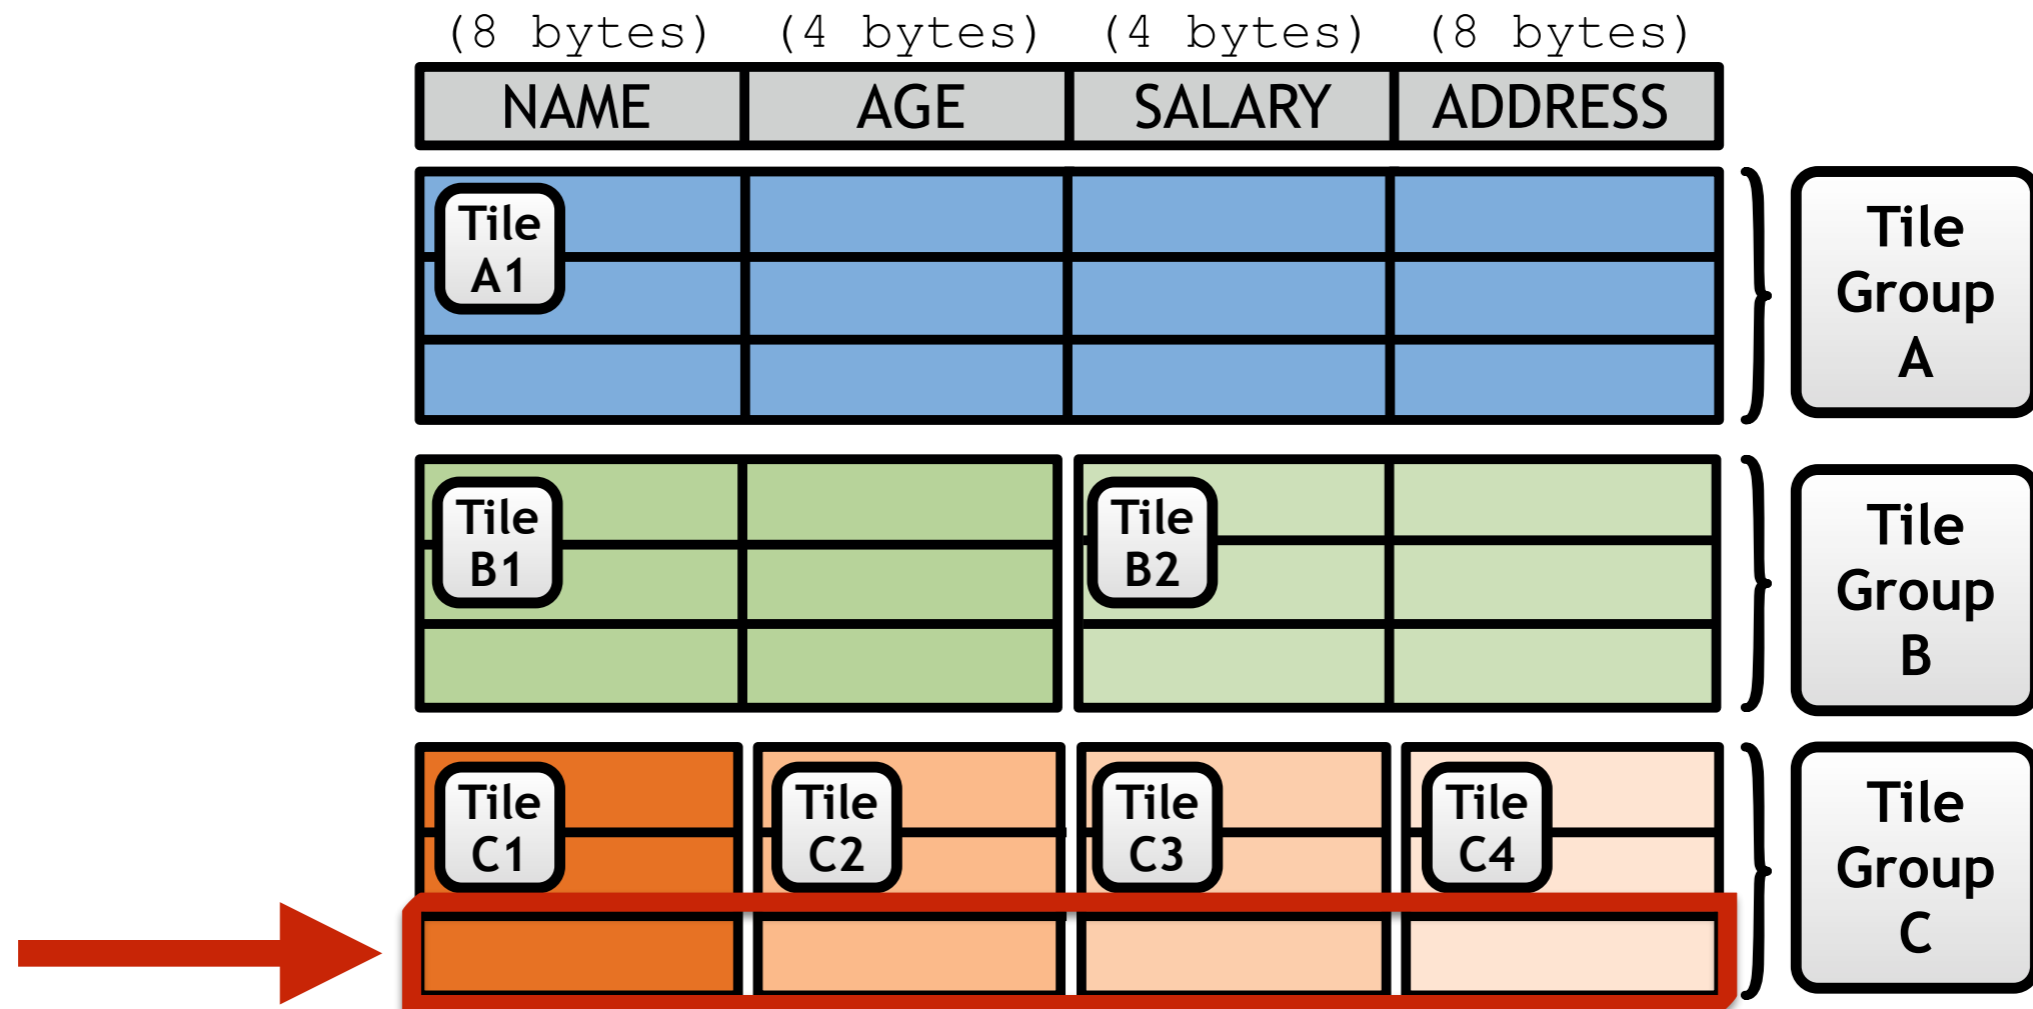 (8 bytes) (4 bytes) (4 bytes) (8 bytes)
NAME AGE SALARY ADDRESS
Tile
A1
Tile
Group
A
Tile
B1
Tile
B2
Tile
Group
B
Tile
C1
Tile
C2
Tile
C3
Tile
C4
Tile
Group
C